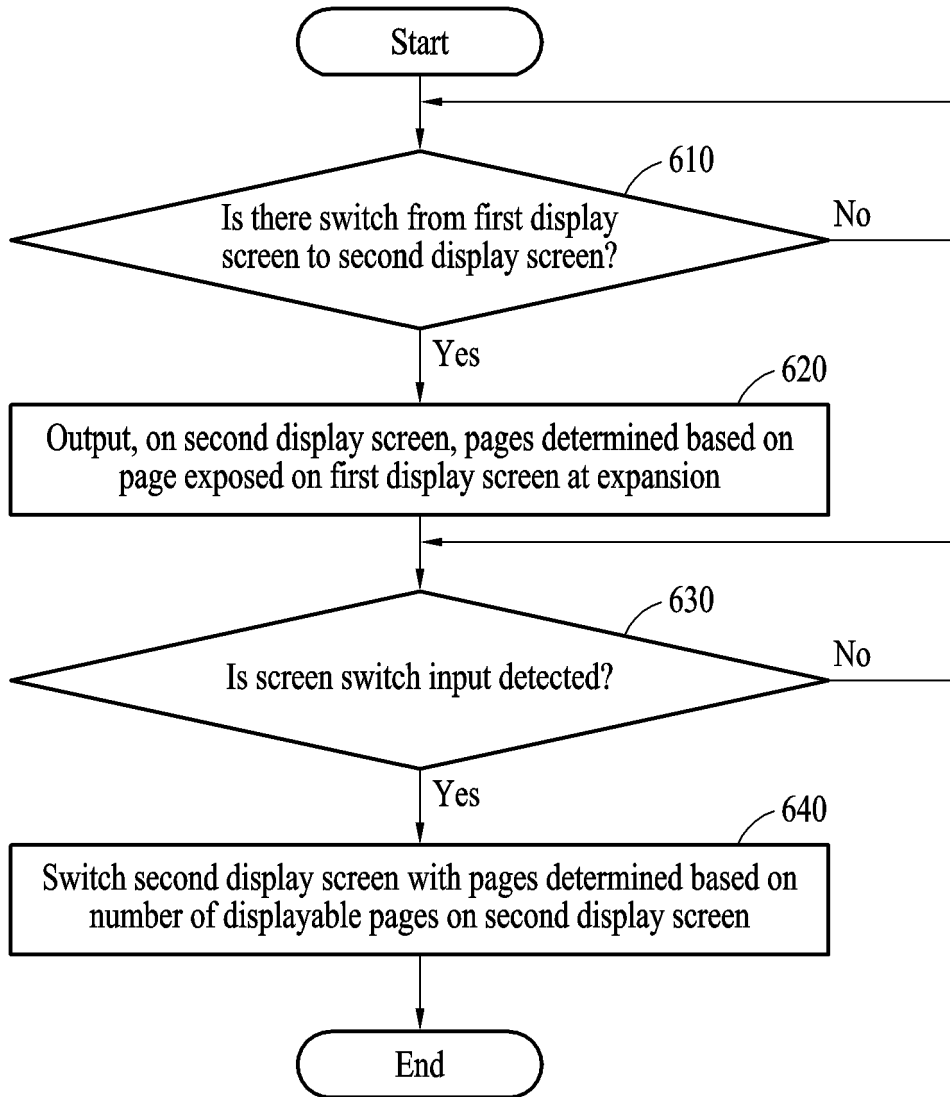 Start
610
Is there switch from first display
screen to second display screen?
No
Yes
620
Output, on second display screen, pages determined based on
page exposed on first display screen at expansion
630
Is screen switch input detected?
No
Yes
640
Switch second display screen with pages determined based on
number of displayable pages on second display screen
End